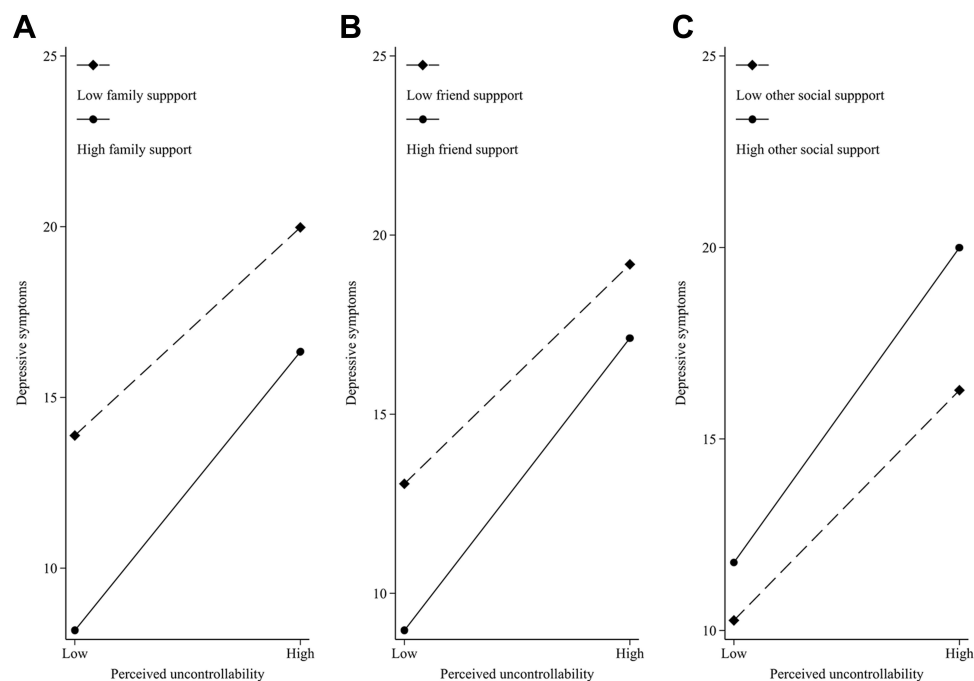 A
25
Low family suppport
High family support
20
15
10
Depressive symptoms
Low
High
Perceived uncontrollability
B
25
Low friend suppport
High friend support
20
15
10
Depressive symptoms
Low
High
Perceived uncontrollability
C
25
Low other social suppport
High other social support
20
15
10
Depressive symptoms
Low
High
Perceived uncontrollability